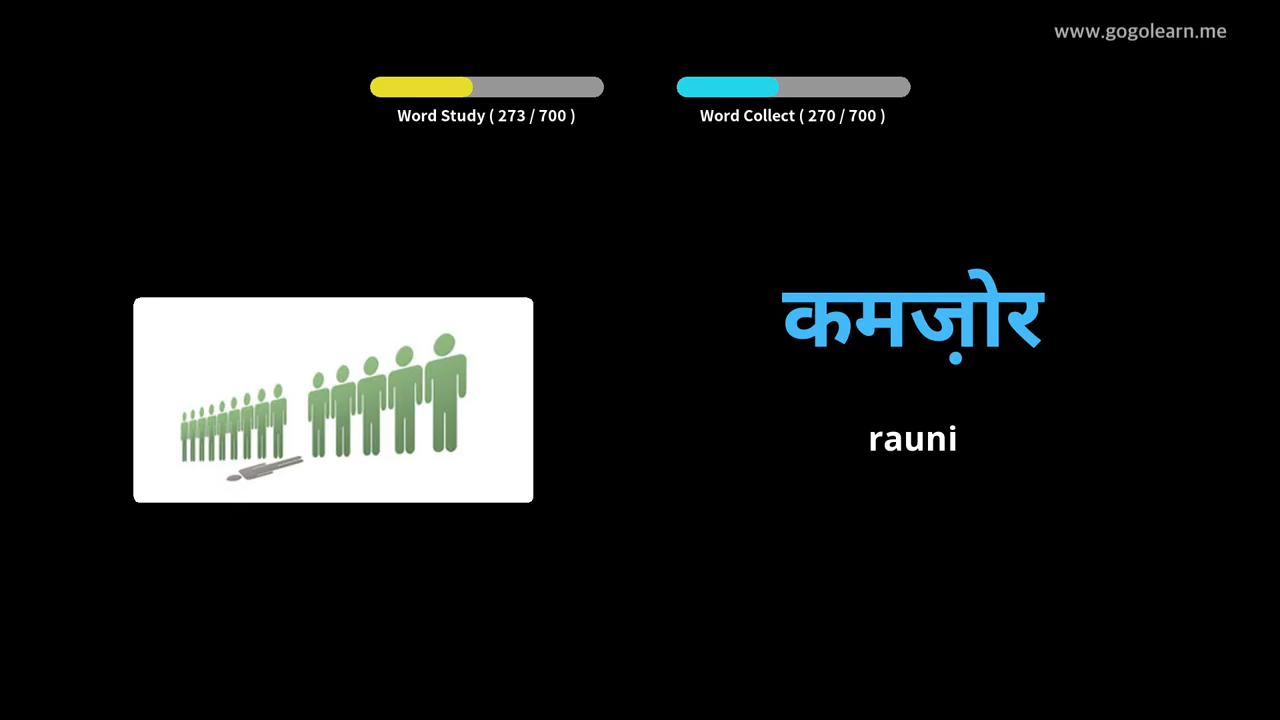 www.gogolearn.me
Word Study ( 273 / 700 )
Word Collect ( 270 / 700 )
कमज़ोर
rauni